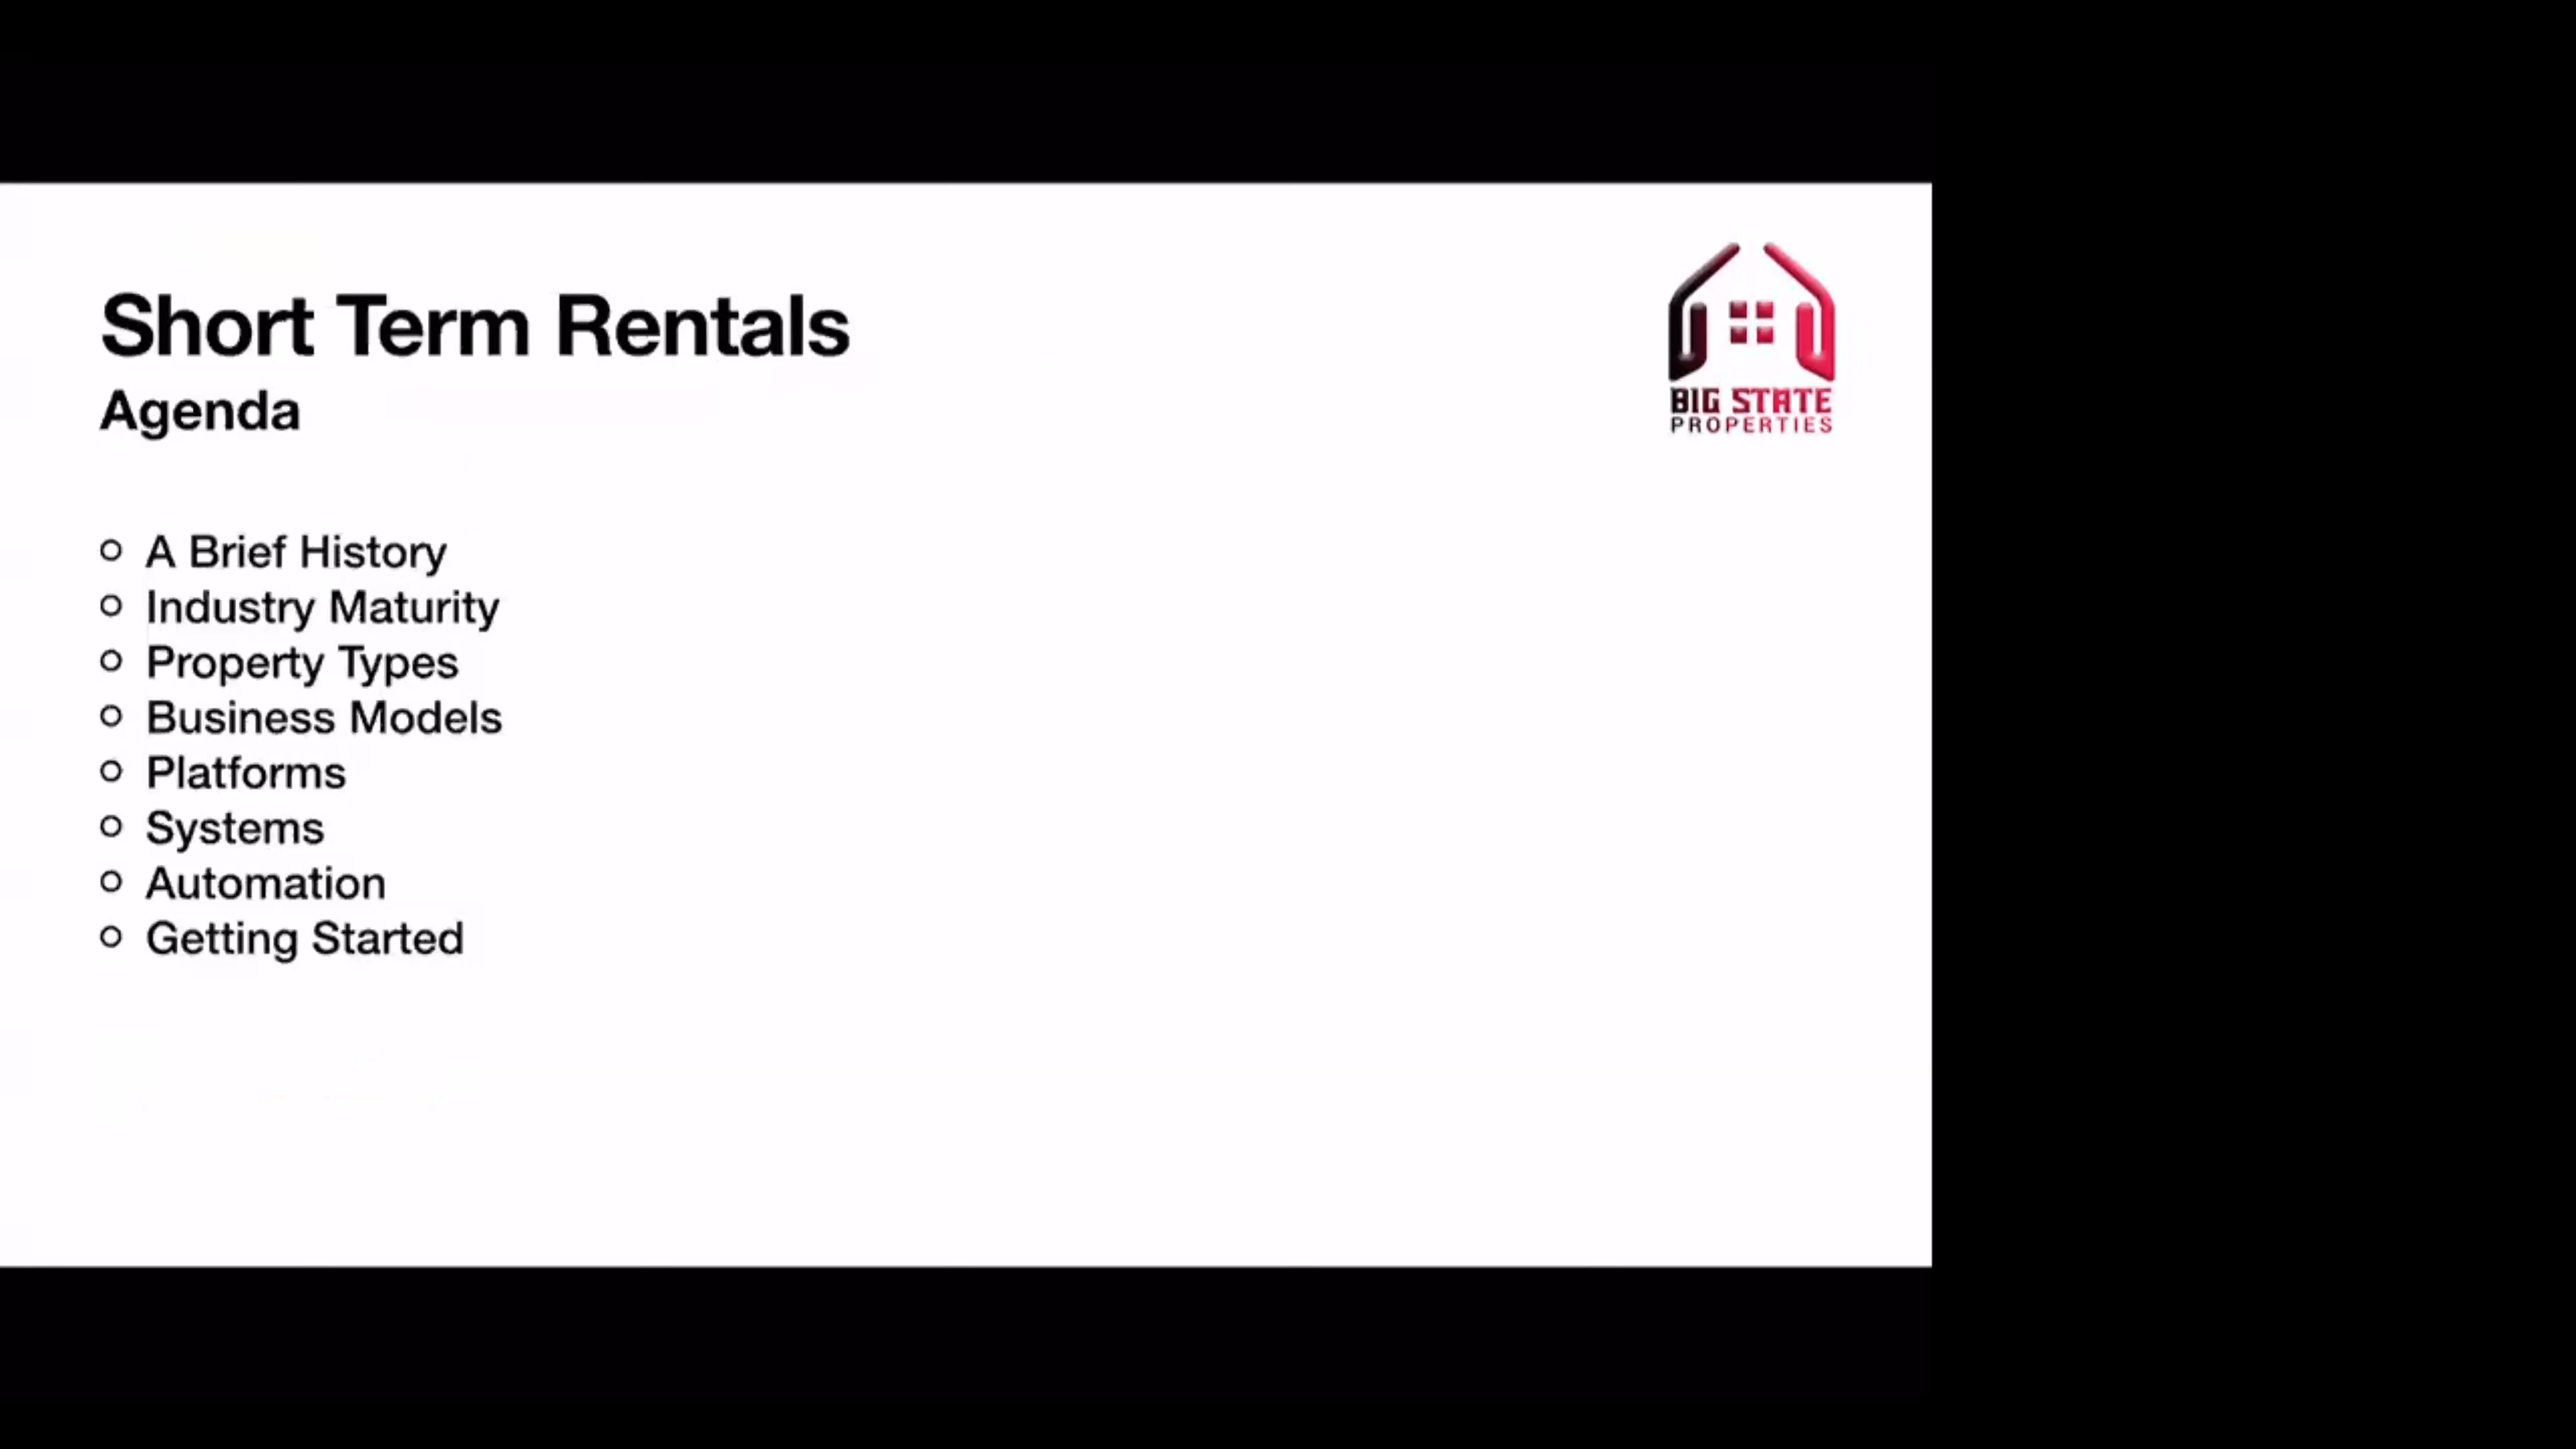 Short Term Rentals
Agenda
BIG STATE
PROPERTIES
A Brief History
Industry Maturity
Property Types
Business Models
Platforms
Systems
Automation
Getting Started